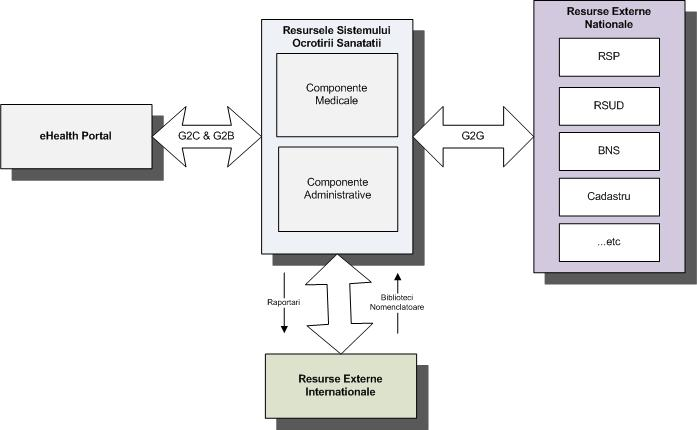 Resursele Sistemului
Ocrotirii Sanatatii
Componente
Medicale
Componente
Administrative
eHealth Portal
G2C & G2B
G2G
Resurse Externe
Nationale
RSP
RSUD
BNS
Cadastru
...etc
Raportari
Biblioteci
Nomenclatoare
Resurse Externe
Internationale